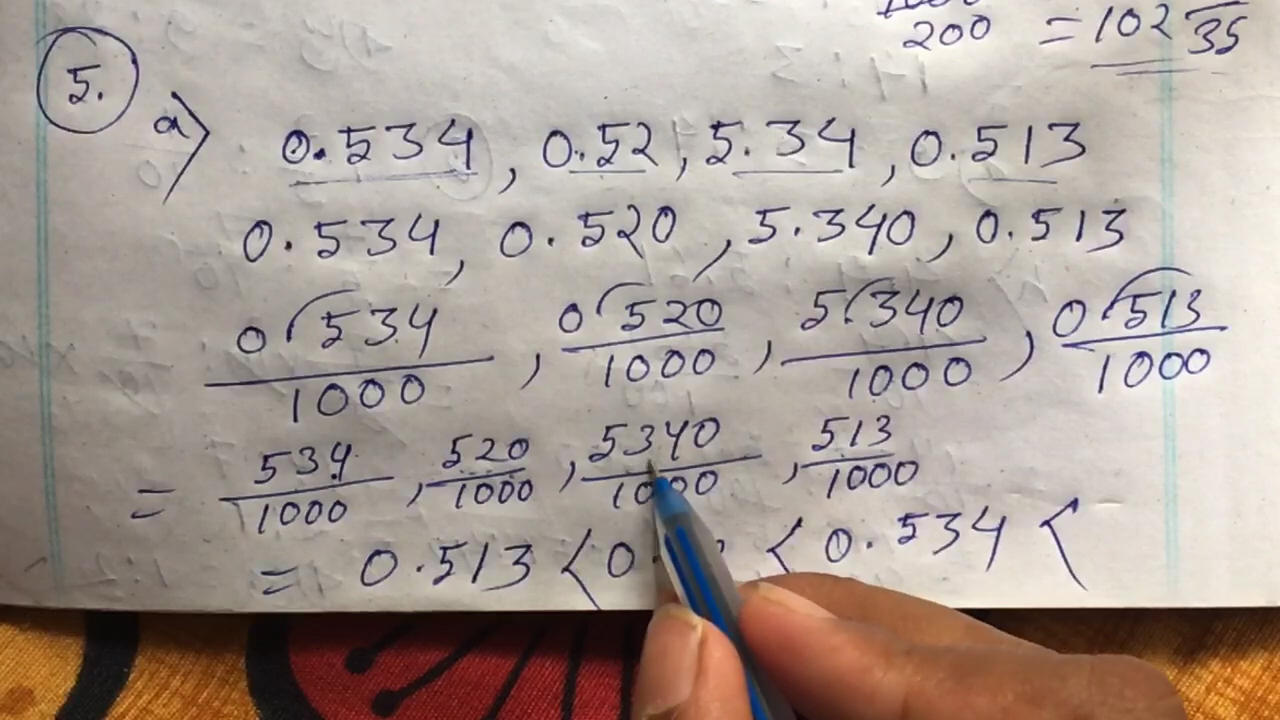 200 = 102 35
5. a) 0.534, 0.52, 5.34, 0.513
0.534, 0.520, 5.340, 0.513
0(534/1000, 0(520/1000, 5(340/1000, 0(513/1000
= 534/1000, 520/1000, 5340/1000, 513/1000
= 0.513 < 0. < 0.534 <